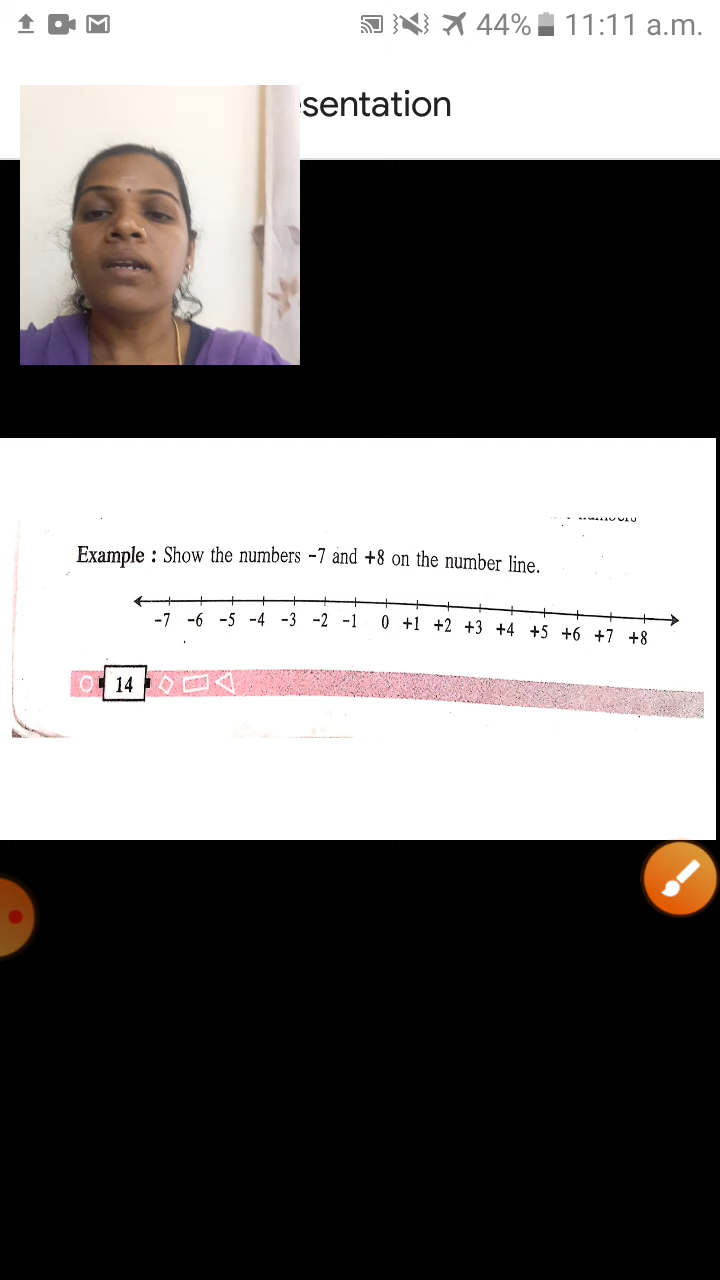 44% 11:11 a.m.
sentation
Example : Show the numbers -7 and +8 on the number line.
-7 -6 -5 -4 -3 -2 -1 0 +1 +2 +3 +4 +5 +6 +7 +8
14